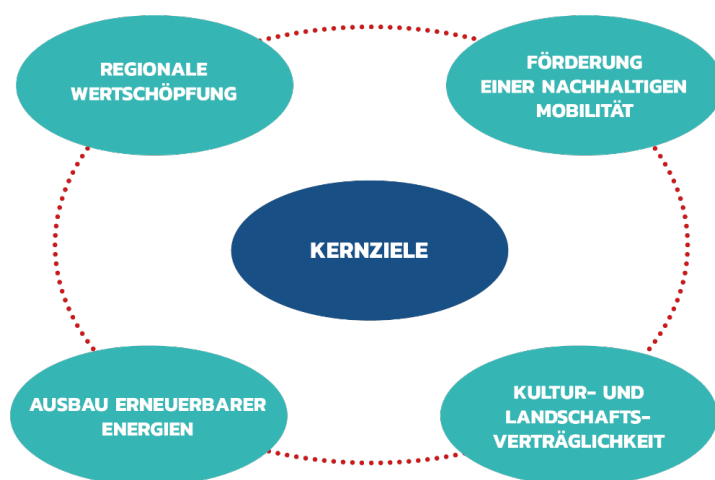 REGIONALE
WERTSCHÖPFUNG
FÖRDERUNG
EINER NACHHALTIGEN
MOBILITÄT
KERNZIELE
AUSBAU ERNEUERBARER
ENERGIEN
KULTUR- UND
LANDSCHAFTS-
VERTRÄGLICHKEIT